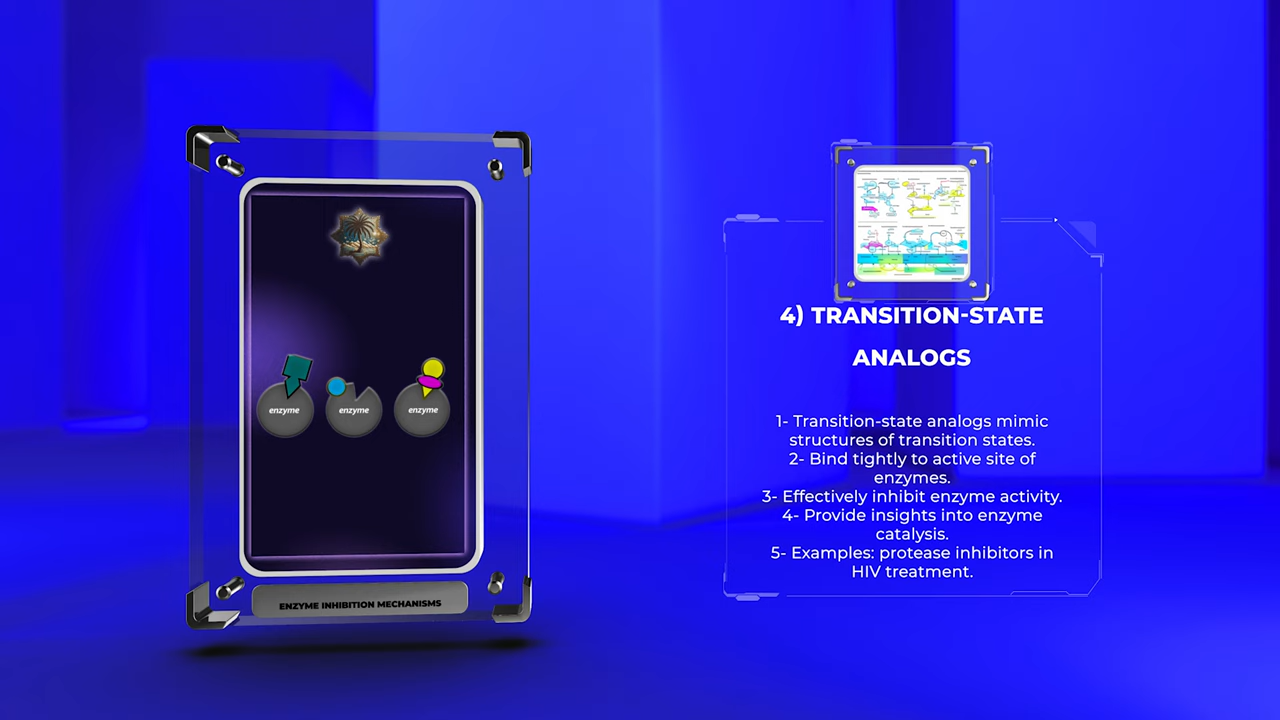 enzyme
enzyme
enzyme
ENZYME INHIBITION MECHANISMS
4) TRANSITION-STATE
ANALOGS
1- Transition-state analogs mimic
structures of transition states.
2- Bind tightly to active site of
enzymes.
3- Effectively inhibit enzyme activity.
4- Provide insights into enzyme
catalysis.
5- Examples: protease inhibitors in
HIV treatment.